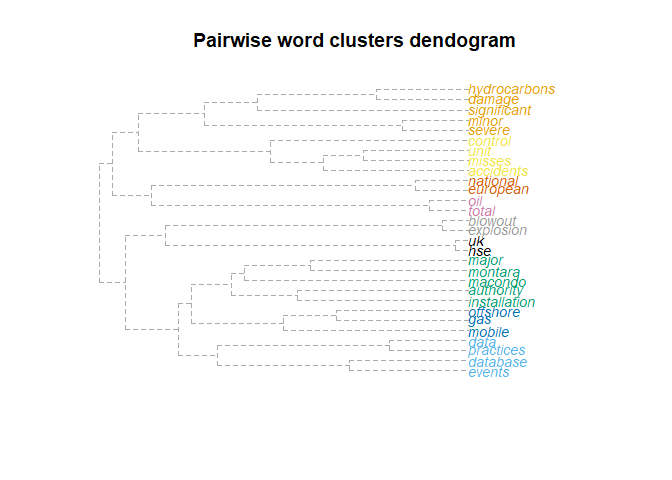 Pairwise word clusters dendogram
hydrocarbons
damage
significant
minor
severe
control
unit
misses
accidents
national
european
oil
total
blowout
explosion
uk
hse
major
montara
macondo
authority
installation
offshore
gas
mobile
data
practices
database
events